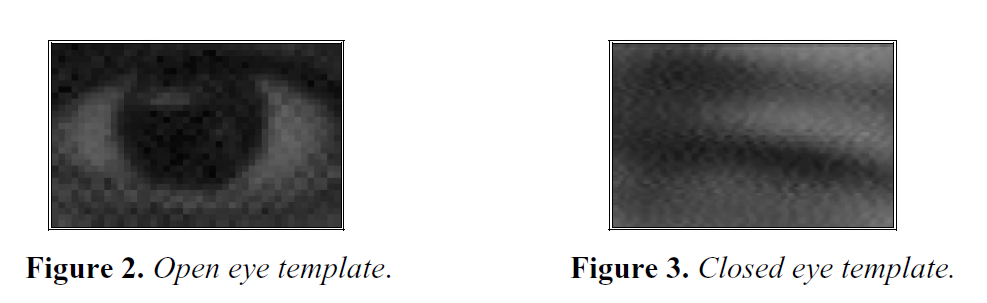 Figure 2. Open eye template.
Figure 3. Closed eye template.